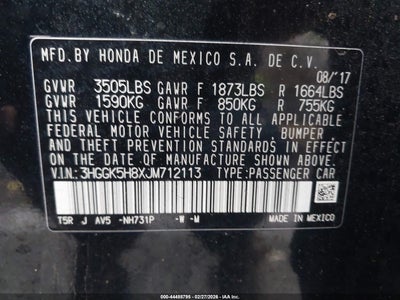 MFD.BY HONDA DE MEXICO S.A. DE C.V.
08/'17
GVWR 3505LBS GAWR F 1873LBS R 1664LBS
GVWR 1590KG GAWR F 850KG R 755KG
THIS VEHICLE CONFORMS TO ALL APPLICABLE
FEDERAL MOTOR VEHICLE SAFETY, BUMPER ,
AND THEFT PREVENTION STANDARDS IN EFFECT
ON THE DATE OF MANUFACTURE SHOWN ABOVE.
V.I.N.:3HGGK5H8XJM712113 TYPE:PASSENGER CAR
T5R J AV5 -NH731P -W -M
MADE IN MEXICO
000-44488795 - 02/27/2026 - IAA, Inc.